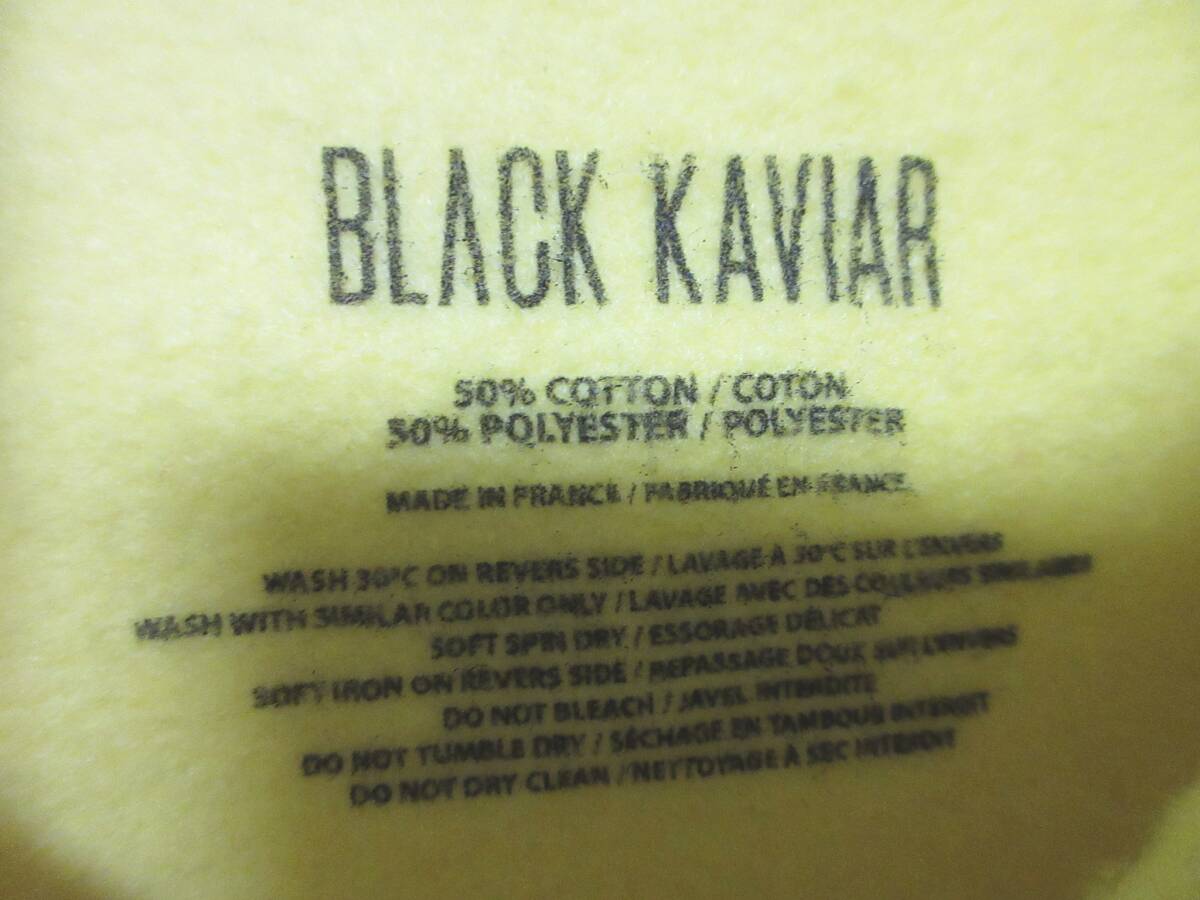 BLACK KAVIAR
50% COTTON / COTON
50% POLYESTER / POLYESTER
MADE IN FRANCE / FABRIQUÉ EN FRANCE
WASH 30°C ON REVERS SIDE / LAVAGE À 30°C SUR L'ENVERS
WASH WITH SIMILAR COLOR ONLY / LAVAGE AVEC DES COULEURS SIMILAIRES
SOFT SPIN DRY / ESSORAGE DÉLICAT
SOFT IRON ON REVERS SIDE / REPASSAGE DOUX SUR L'ENVERS
DO NOT BLEACH / JAVEL INTERDITE
DO NOT TUMBLE DRY / SÉCHAGE EN TAMBOUR INTERDIT
DO NOT DRY CLEAN / NETTOYAGE À SEC INTERDIT